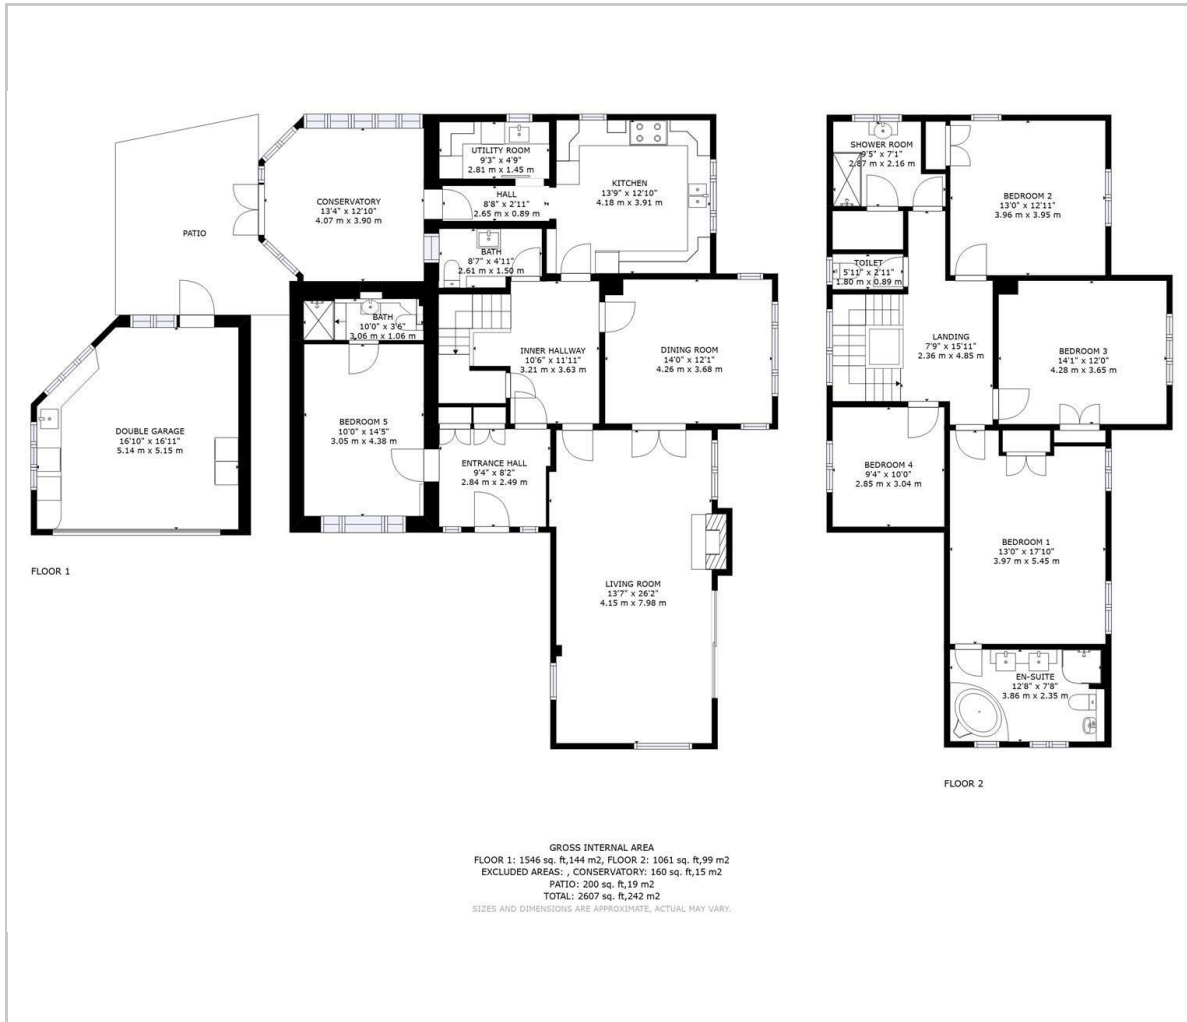 UTILITY ROOM
9'3" x 4'9"
2.81 m x 1.45 m
KITCHEN
13'9" x 12'10"
4.18 m x 3.91 m
HALL
8'8" x 2'11"
2.65 m x 0.89 m
CONSERVATORY
13'4" x 12'10"
4.07 m x 3.90 m
PATIO
BATH
8'7" x 4'11"
2.61 m x 1.50 m
BATH
10'0" x 3'6"
3.06 m x 1.06 m
INNER HALLWAY
10'6" x 11'11"
3.21 m x 3.63 m
DINING ROOM
14'0" x 12'1"
4.26 m x 3.68 m
DOUBLE GARAGE
16'10" x 16'11"
5.14 m x 5.15 m
BEDROOM 5
10'0" x 14'5"
3.05 m x 4.38 m
ENTRANCE HALL
9'4" x 8'2"
2.84 m x 2.49 m
LIVING ROOM
13'7" x 26'2"
4.15 m x 7.98 m
FLOOR 1
SHOWER ROOM
9'5" x 7'1"
2.87 m x 2.16 m
BEDROOM 2
13'0" x 12'11"
3.96 m x 3.95 m
TOILET
5'11" x 2'11"
1.80 m x 0.89 m
LANDING
7'9" x 15'11"
2.36 m x 4.85 m
BEDROOM 3
14'1" x 12'0"
4.28 m x 3.65 m
BEDROOM 4
9'4" x 10'0"
2.85 m x 3.04 m
BEDROOM 1
13'0" x 17'10"
3.97 m x 5.45 m
EN-SUITE
12'8" x 7'8"
3.86 m x 2.35 m
FLOOR 2
GROSS INTERNAL AREA
FLOOR 1: 1546 sq. ft,144 m2, FLOOR 2: 1061 sq. ft,99 m2
EXCLUDED AREAS: , CONSERVATORY: 160 sq. ft,15 m2
PATIO: 200 sq. ft,19 m2
TOTAL: 2607 sq. ft,242 m2
SIZES AND DIMENSIONS ARE APPROXIMATE, ACTUAL MAY VARY.